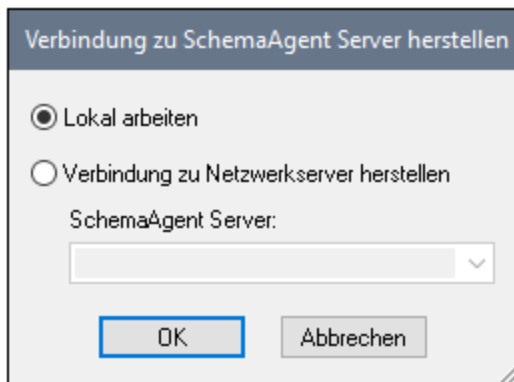 Verbindung zu SchemaAgent Server herstellen
Lokal arbeiten
Verbindung zu Netzwerkserver herstellen
SchemaAgent Server:
OK
Abbrechen